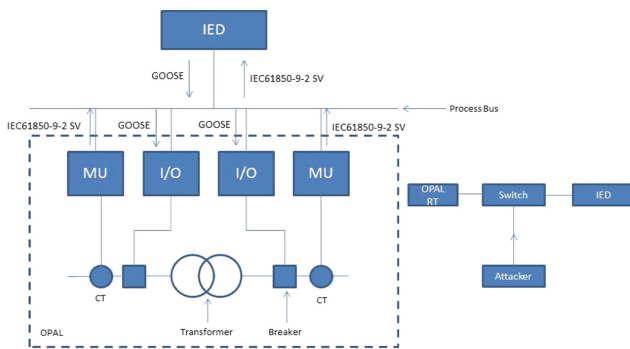 IED
GOOSE
IEC61850-9-2 SV
Process Bus
IEC61850-9-2 SV
GOOSE
GOOSE
IEC61850-9-2 SV
MU
I/O
I/O
MU
OPAL
RT
Switch
IED
Attacker
CT
CT
Transformer
Breaker
OPAL